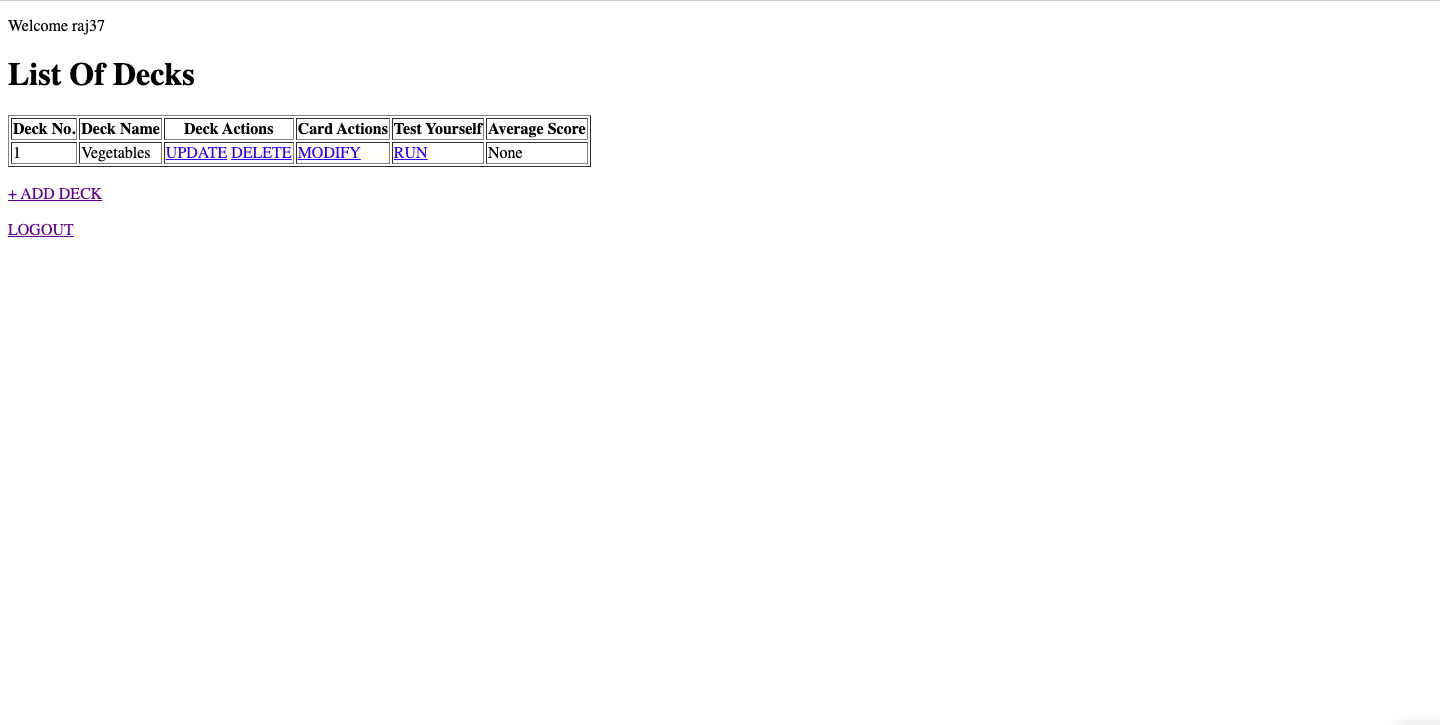 Welcome raj37
List Of Decks
Deck No. Deck Name Deck Actions Card Actions Test Yourself Average Score
1 Vegetables UPDATE DELETE MODIFY RUN None
+ ADD DECK
LOGOUT